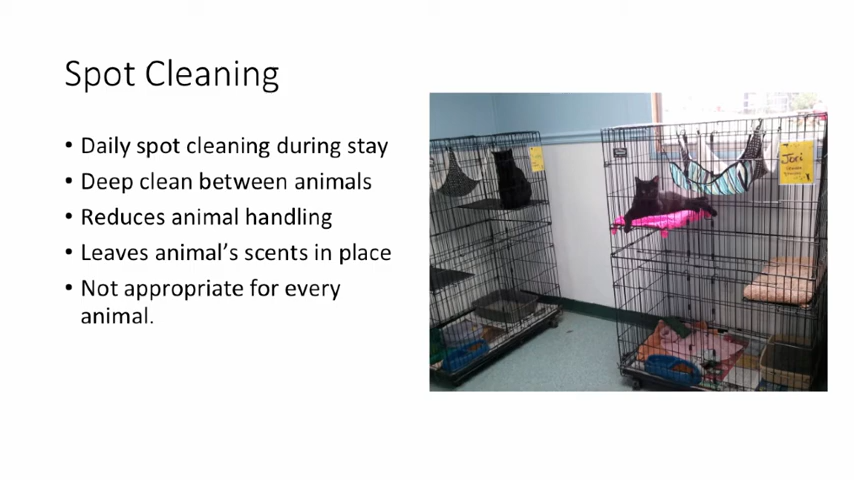 Spot Cleaning
• Daily spot cleaning during stay
• Deep clean between animals
• Reduces animal handling
• Leaves animal's scents in place
• Not appropriate for every
animal.
Jori